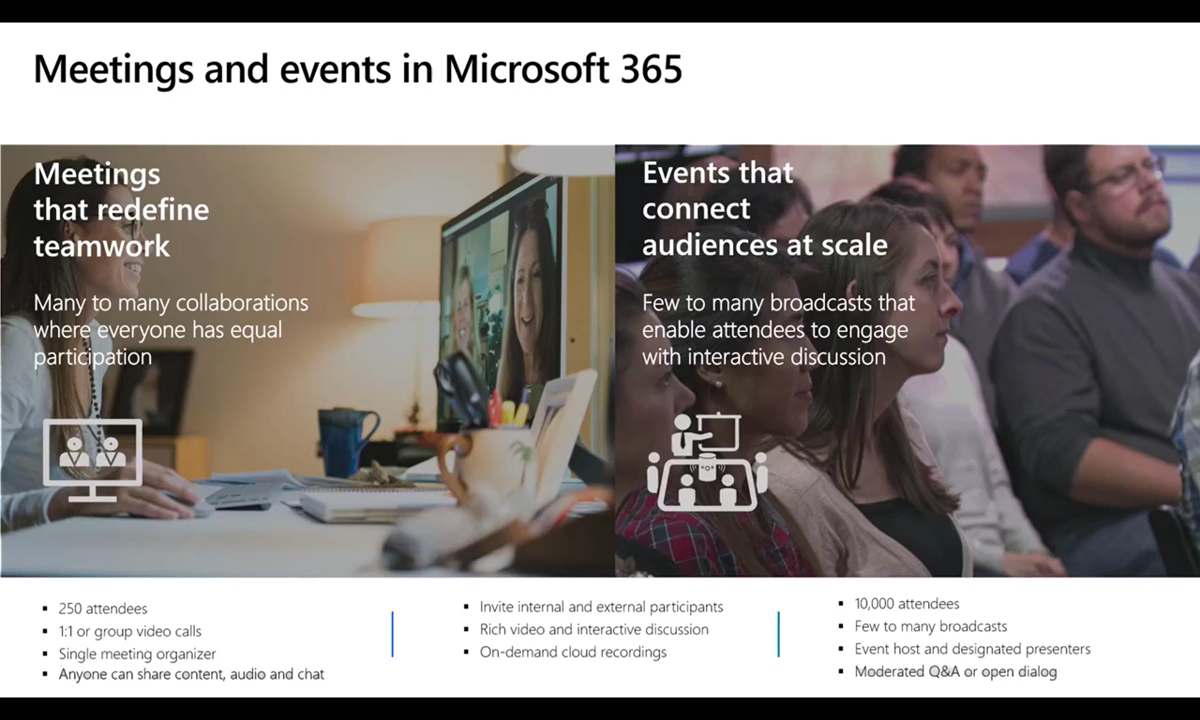 Meetings and events in Microsoft 365
Meetings
that redefine
teamwork
Many to many collaborations
where everyone has equal
participation
Events that
connect
audiences at scale
Few to many broadcasts that
enable attendees to engage
with interactive discussion
▪ 250 attendees
▪ 1:1 or group video calls
▪ Single meeting organizer
▪ Anyone can share content, audio and chat
▪ Invite internal and external participants
▪ Rich video and interactive discussion
▪ On-demand cloud recordings
▪ 10,000 attendees
▪ Few to many broadcasts
▪ Event host and designated presenters
▪ Moderated Q&A or open dialog